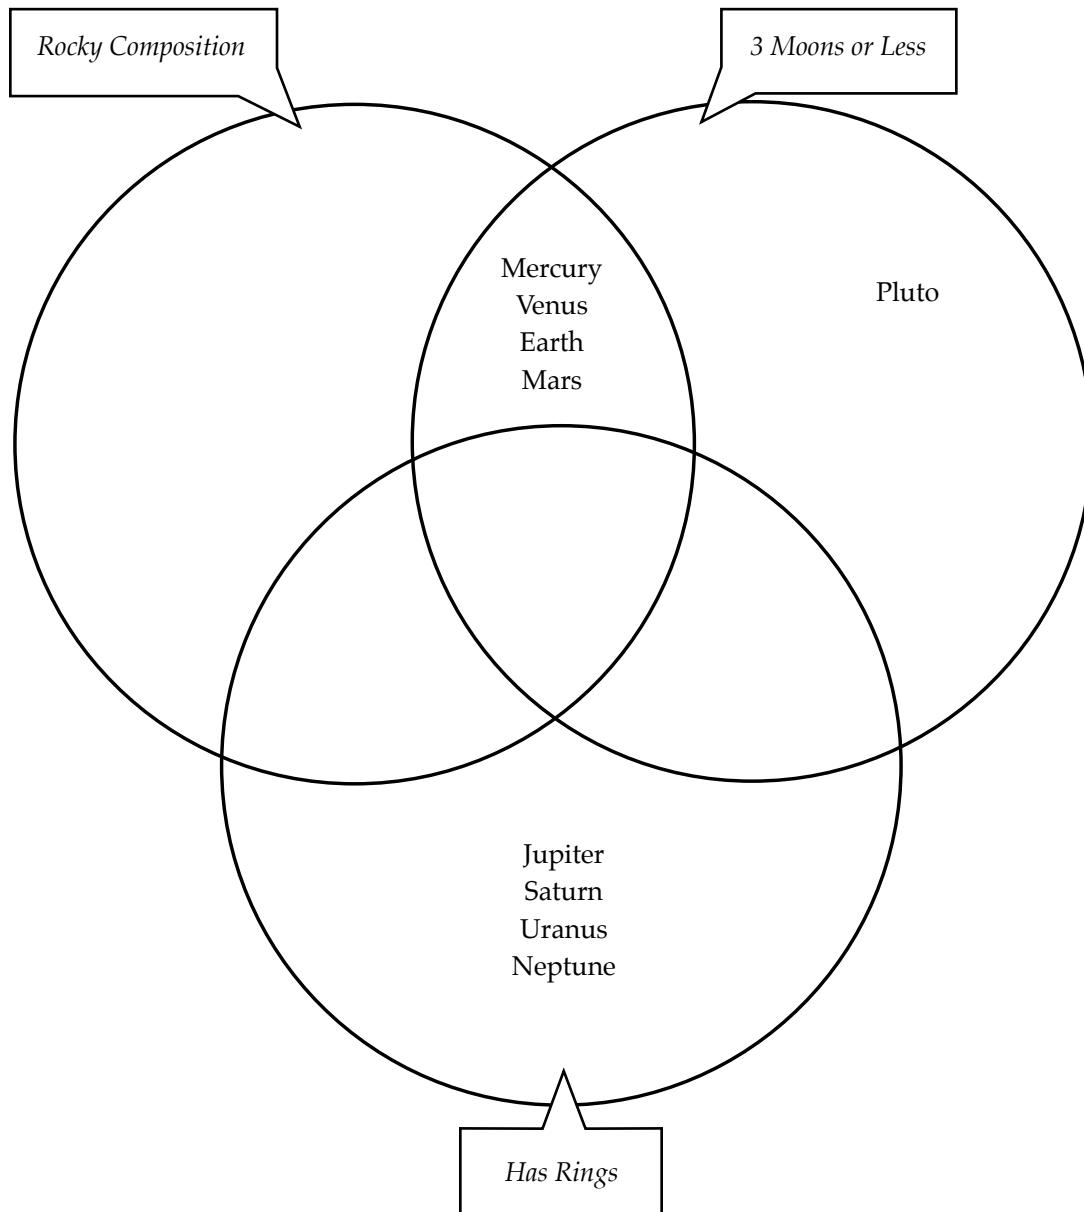 Rocky Composition
3 Moons or Less
Mercury
Venus
Earth
Mars
Pluto
Jupiter
Saturn
Uranus
Neptune
Has Rings